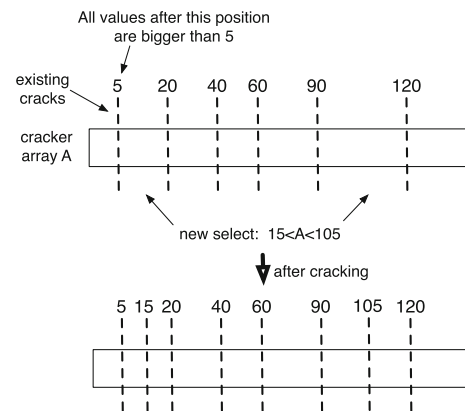 All values after this position
are bigger than 5
existing
cracks
5 20 40 60 90 120
cracker
array A
new select: 15<A<105
after cracking
5 15 20 40 60 90 105 120